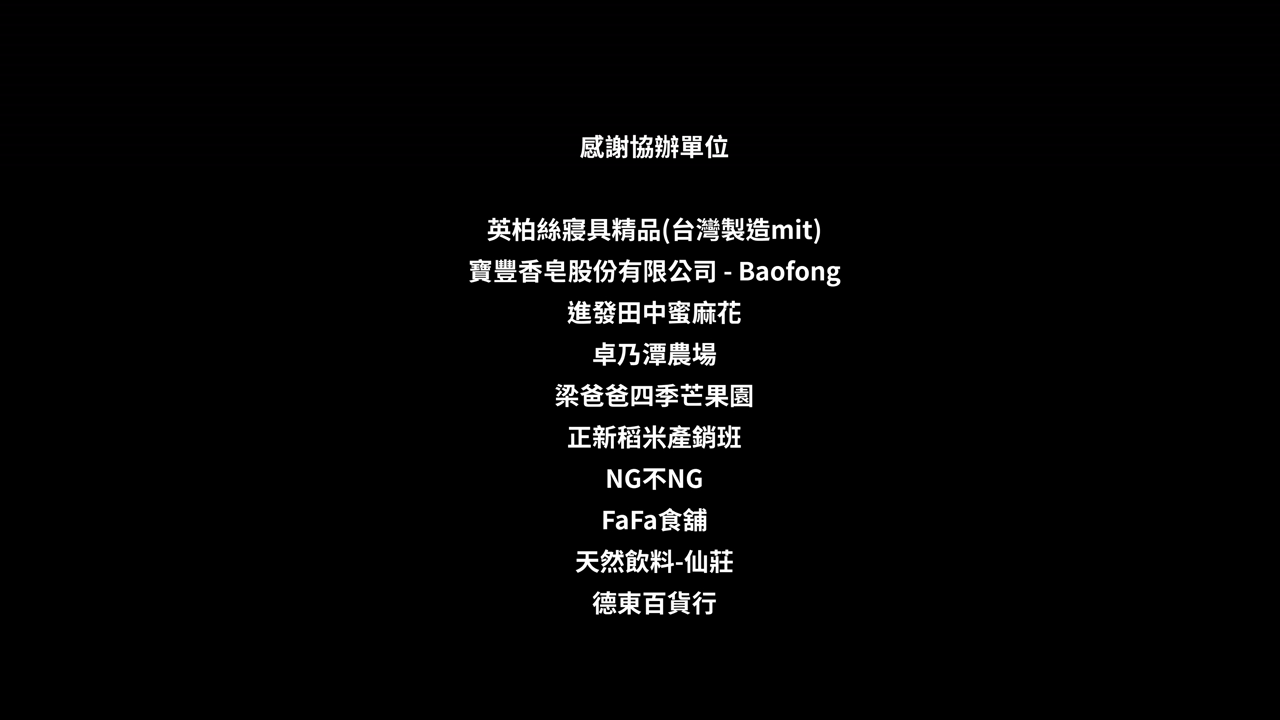 感謝協辦單位
英柏絲寢具精品(台灣製造mit)
寶豐香皂股份有限公司 - Baofong
進發田中蜜麻花
卓乃潭農場
梁爸爸四季芒果園
正新稻米產銷班
NG不NG
FaFa食舖
天然飲料-仙莊
德東百貨行